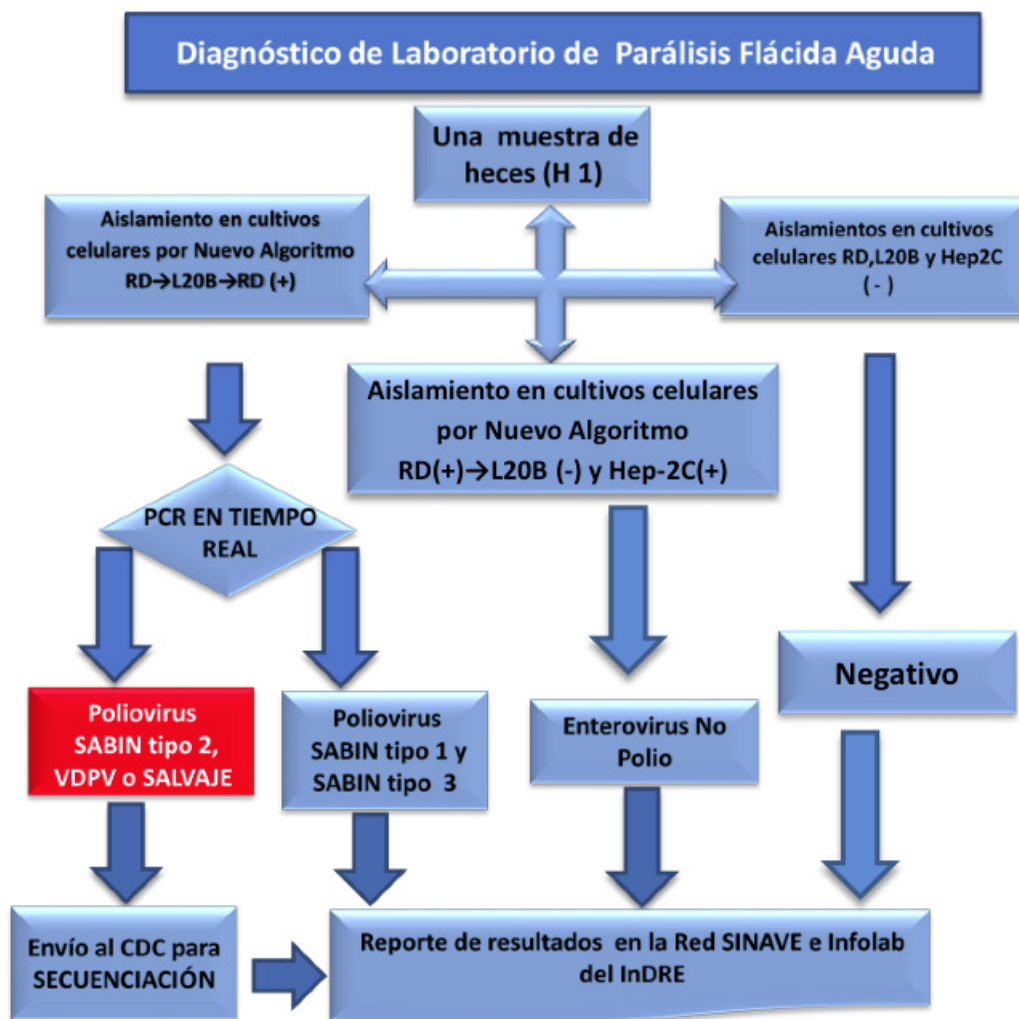 Diagnóstico de Laboratorio de Parálisis Flácida Aguda
Una muestra de
heces (H 1)
Aislamiento en cultivos
celulares por Nuevo Algoritmo
RD→L20B→RD (+)
Aislamientos en cultivos
celulares RD,L20B y Hep2C
( - )
Aislamiento en cultivos celulares
por Nuevo Algoritmo
RD(+)→L20B (-) y Hep-2C(+)
PCR EN TIEMPO
REAL
Poliovirus
SABIN tipo 2,
VDPV o SALVAJE
Poliovirus
SABIN tipo 1 y
SABIN tipo 3
Enterovirus No
Polio
Negativo
Envío al CDC para
SECUENCIACIÓN
Reporte de resultados en la Red SINAVE e Infolab
del InDRE